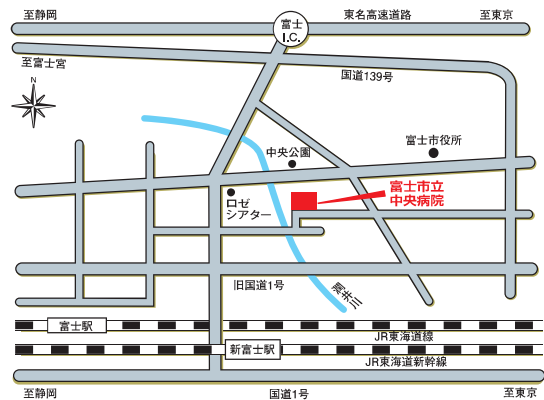 至静岡
富士
I.C.
東名高速道路
至東京
至富士宮
国道139号
N
中央公園
富士市役所
富士市立
中央病院
ロゼ
シアター
旧国道1号
潤井川
富士駅
JR東海道線
新富士駅
JR東海道新幹線
至静岡
国道1号
至東京